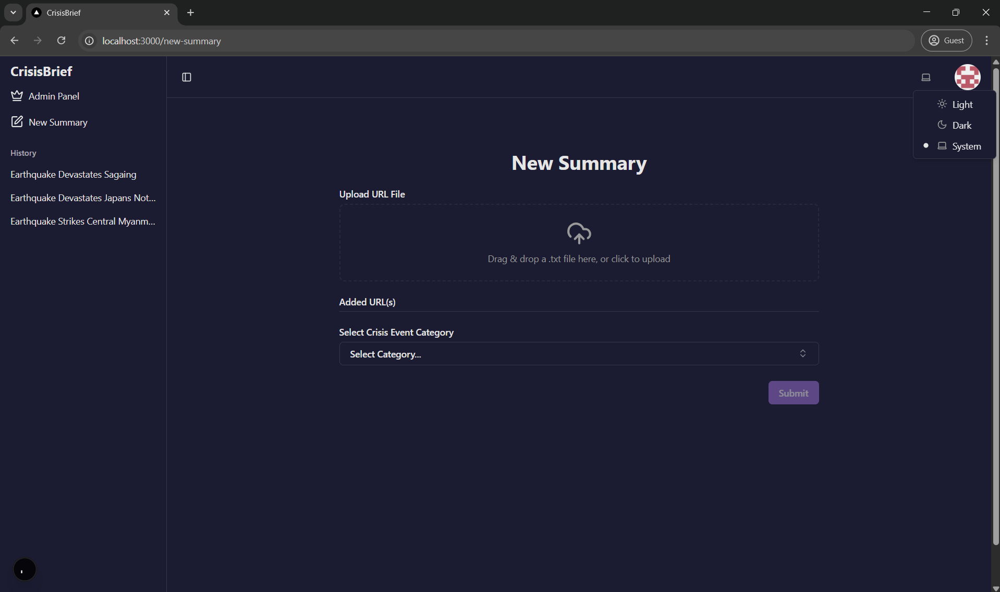 CrisisBrief
localhost:3000/new-summary
Guest
CrisisBrief
Admin Panel
New Summary
History
Earthquake Devastates Sagaing
Earthquake Devastates Japans Not...
Earthquake Strikes Central Myanm...
Light
Dark
System
New Summary
Upload URL File
Drag & drop a .txt file here, or click to upload
Added URL(s)
Select Crisis Event Category
Select Category...
Submit